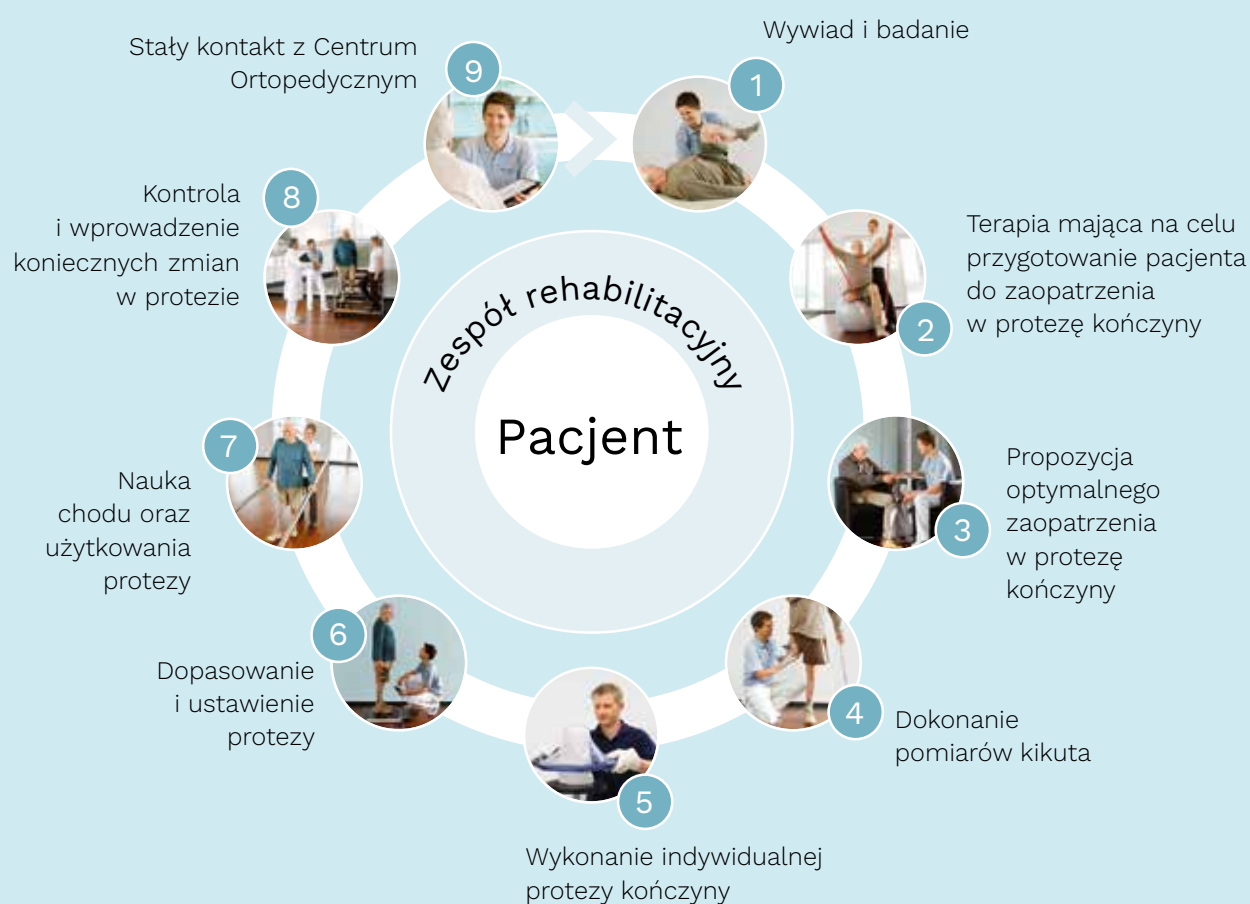 Wywiad i badanie
1
Terapia mająca na celu
przygotowanie pacjenta
do zaopatrzenia
w protezę kończyny
2
Propozycja
optymalnego
zaopatrzenia
w protezę
kończyny
3
Dokonanie
pomiarów kikuta
4
Wykonanie indywidualnej
protezy kończyny
5
Dopasowanie
i ustawienie
protezy
6
Nauka
chodu oraz
użytkowania
protezy
7
Kontrola
i wprowadzenie
koniecznych zmian
w protezie
8
Stały kontakt z Centrum
Ortopedycznym
9
Zespół rehabilitacyjny
Pacjent